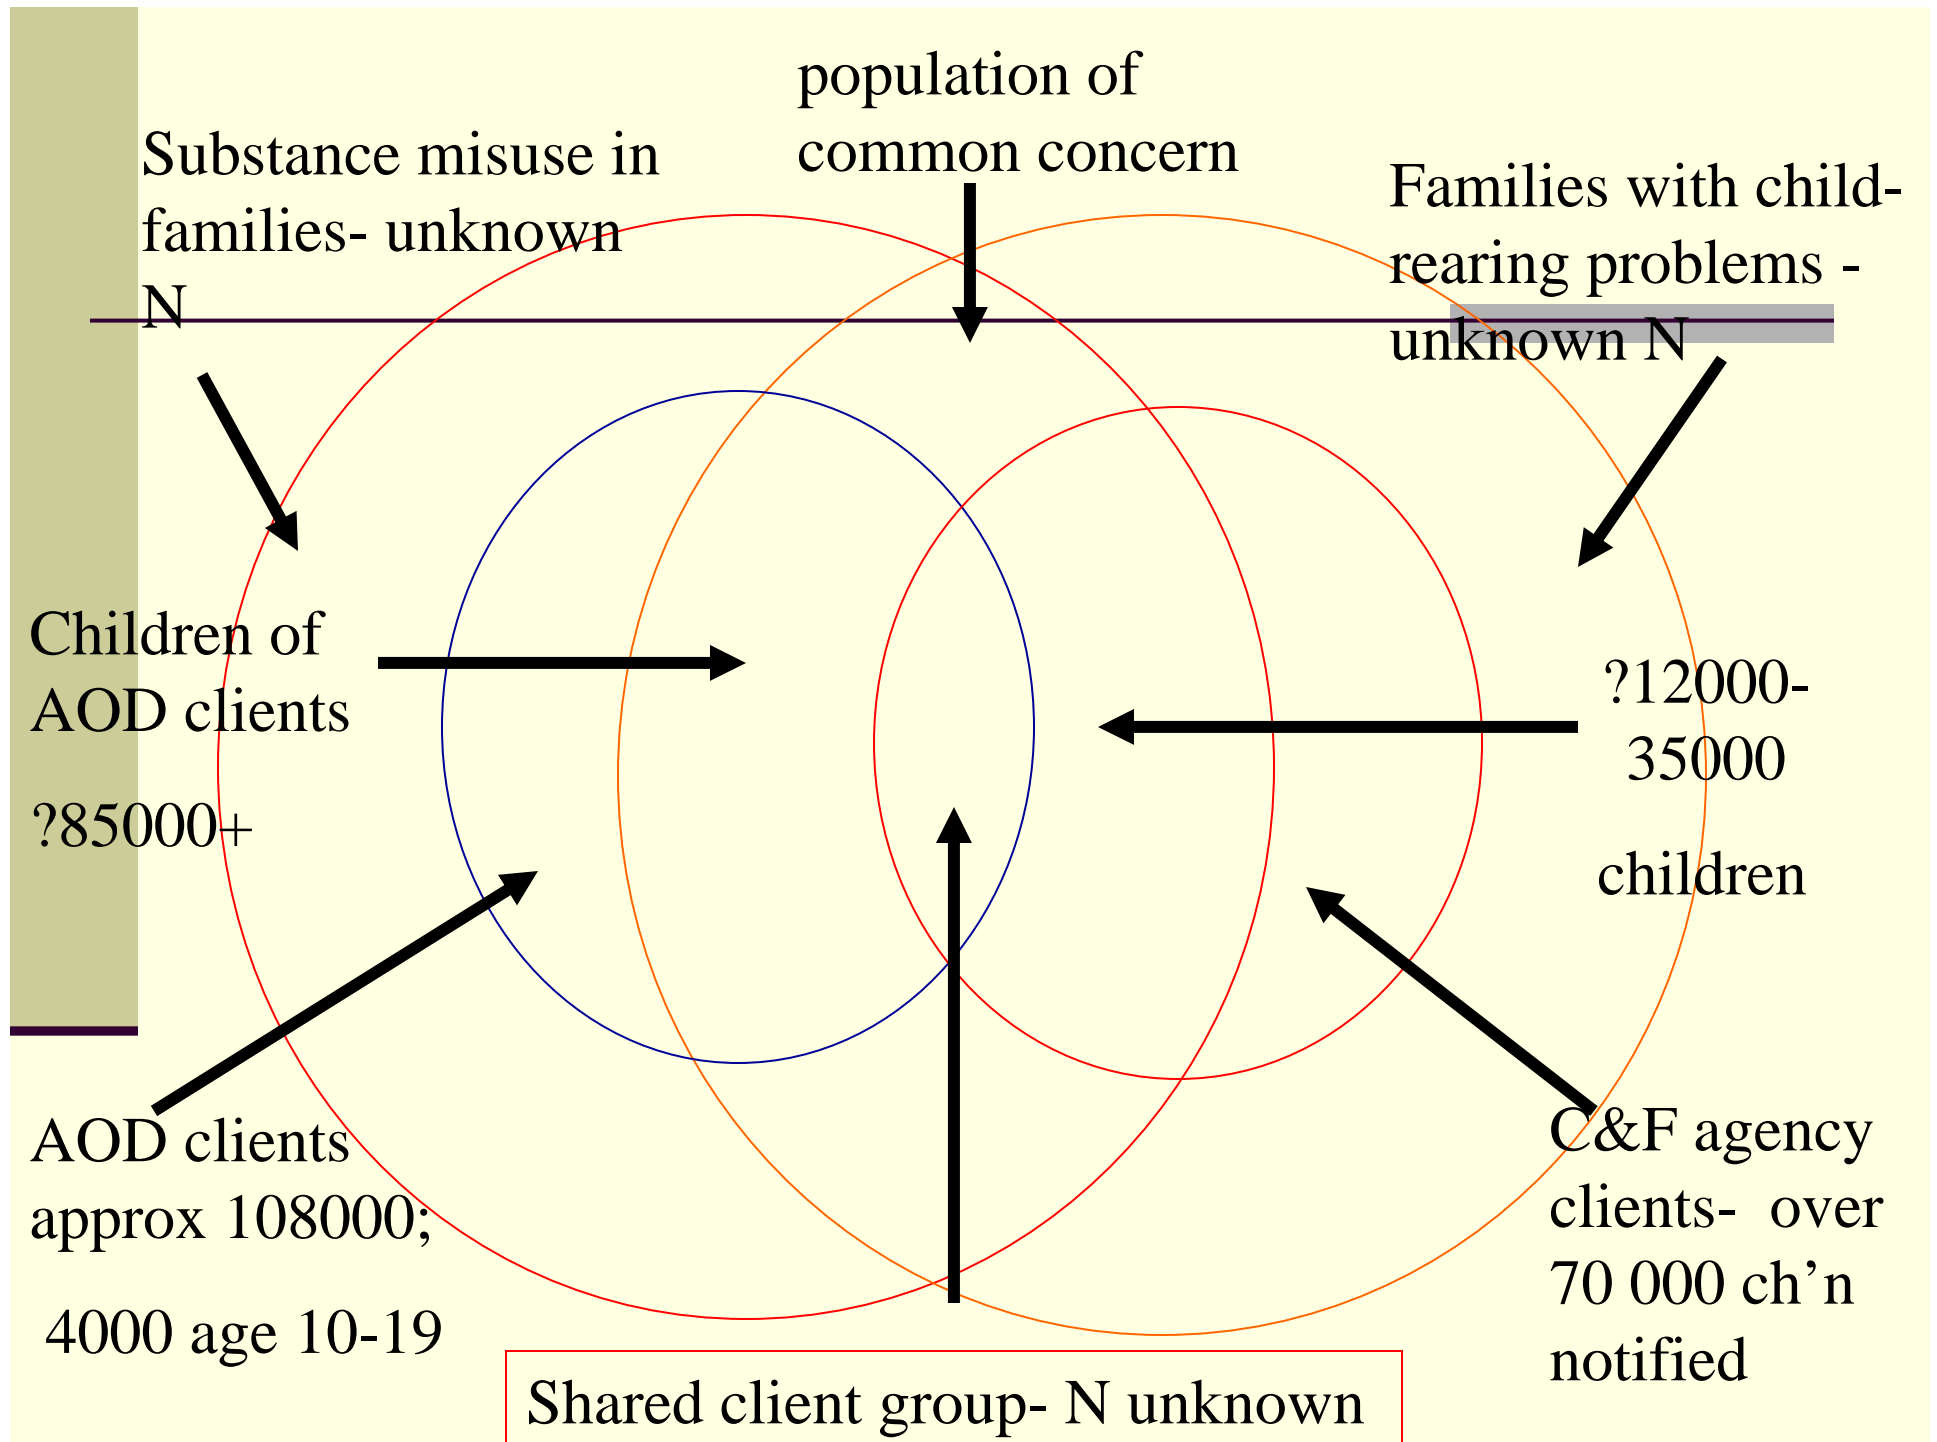 population of
common concern
Substance misuse in
families- unknown
N
Families with child-
rearing problems -
unknown N
Children of
AOD clients
?85000+
?12000-
35000
children
AOD clients
approx 108000;
4000 age 10-19
C&F agency
clients-  over
70 000 ch’n
notified
Shared client group- N unknown